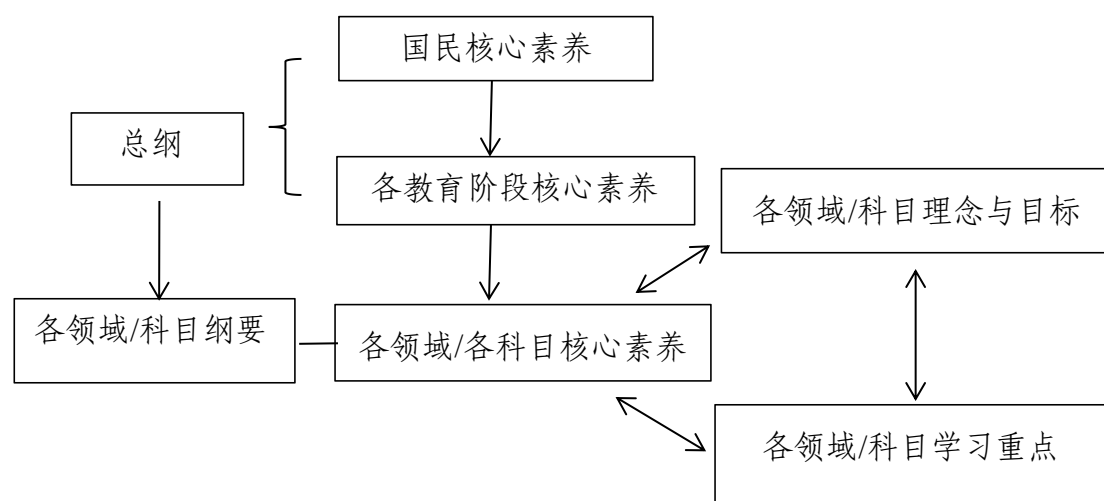 国民核心素养
总纲
各教育阶段核心素养
各领域/科目理念与目标
各领域/科目纲要
各领域/各科目核心素养
各领域/科目学习重点